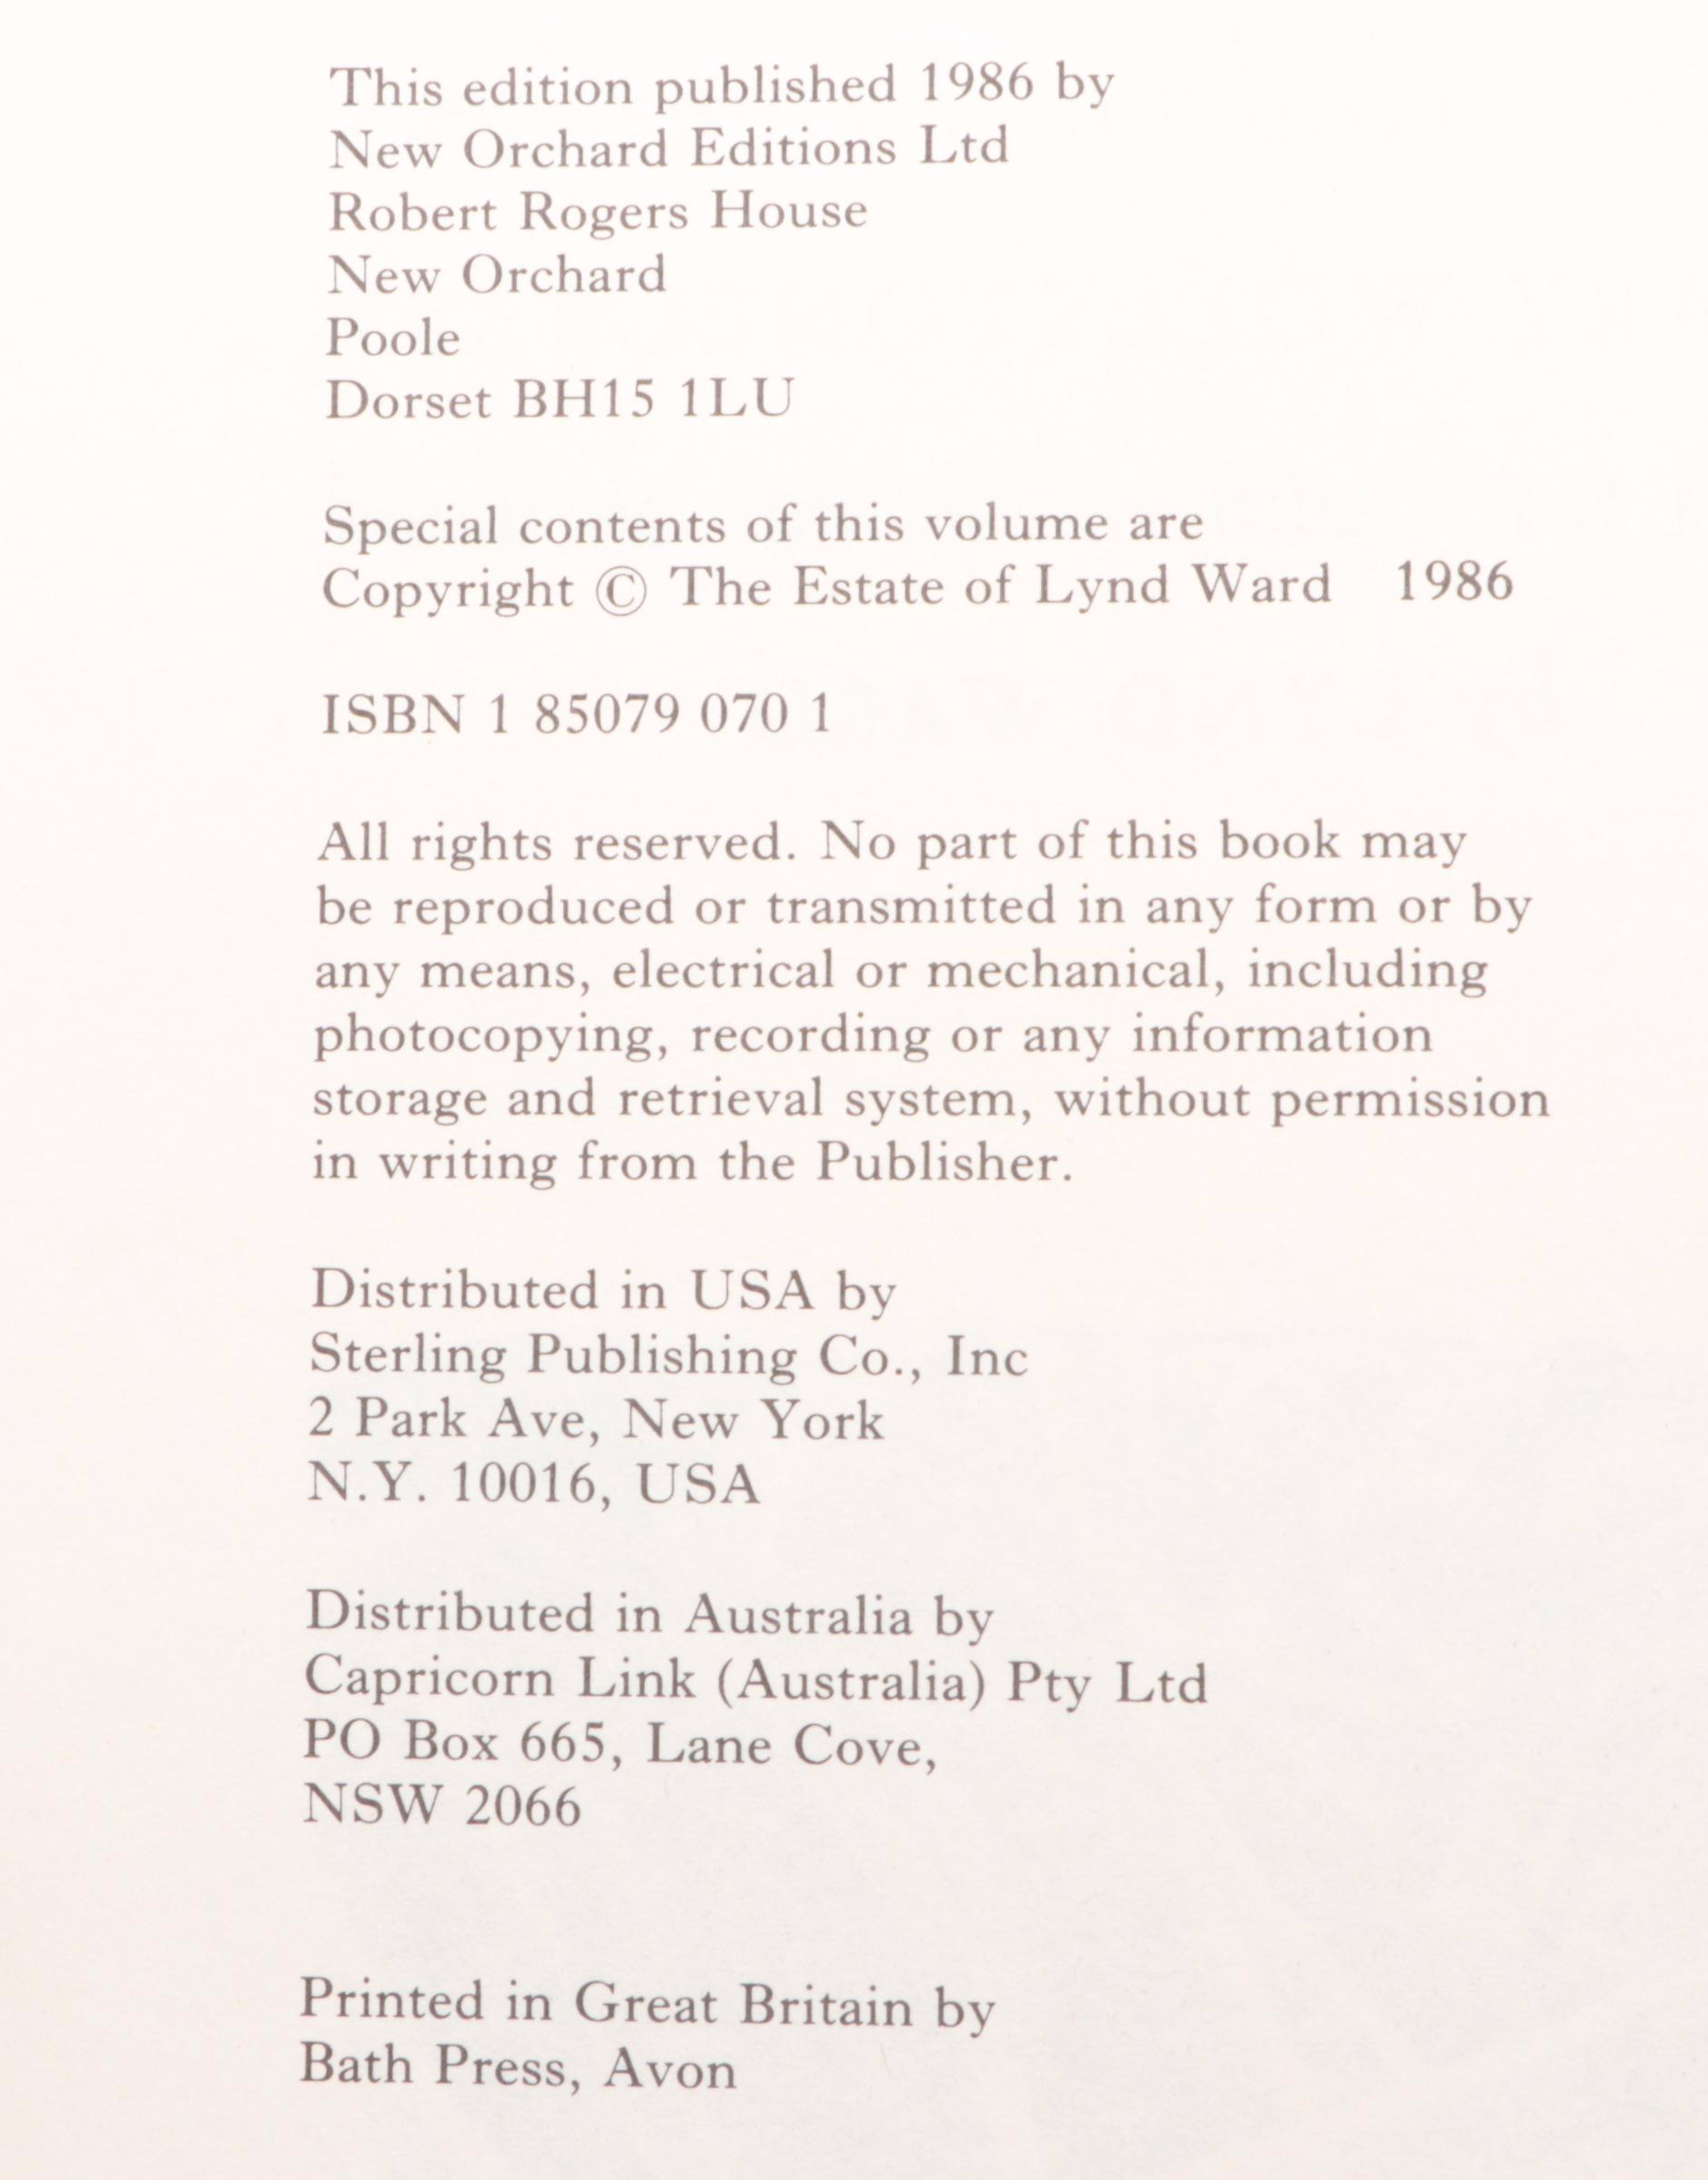 This edition published 1986 by
New Orchard Editions Ltd
Robert Rogers House
New Orchard
Poole
Dorset BH15 1LU
Special contents of this volume are
Copyright © The Estate of Lynd Ward 1986
ISBN 1 85079 070 1
All rights reserved. No part of this book may
be reproduced or transmitted in any form or by
any means, electrical or mechanical, including
photocopying, recording or any information
storage and retrieval system, without permission
in writing from the Publisher.
Distributed in USA by
Sterling Publishing Co., Inc
2 Park Ave, New York
N.Y. 10016, USA
Distributed in Australia by
Capricorn Link (Australia) Pty Ltd
PO Box 665, Lane Cove,
NSW 2066
Printed in Great Britain by
Bath Press, Avon